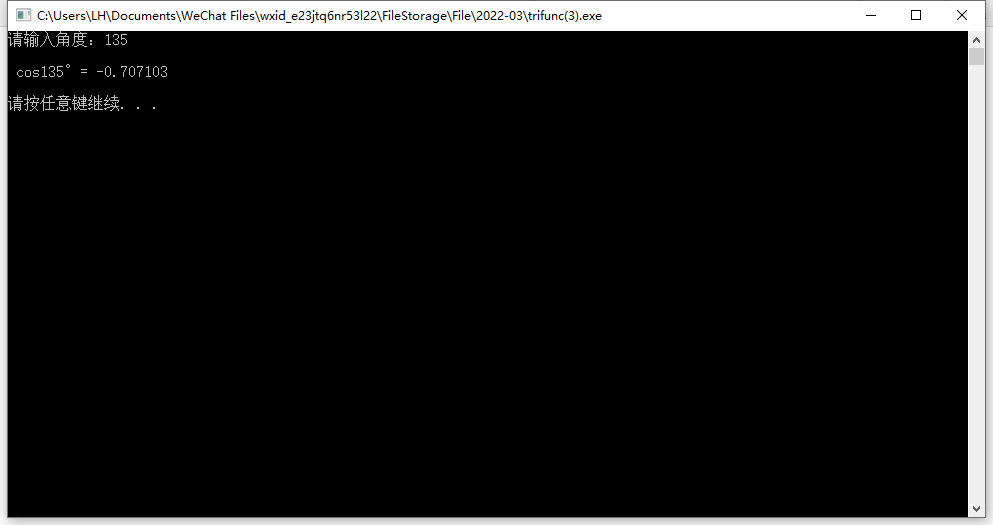 C:\Users\LH\Documents\WeChat Files\wxid_e23jtq6nr53l22\FileStorage\File\2022-03\trifunc(3).exe
请输入角度：135
cos135° = -0.707103
请按任意键继续. . .